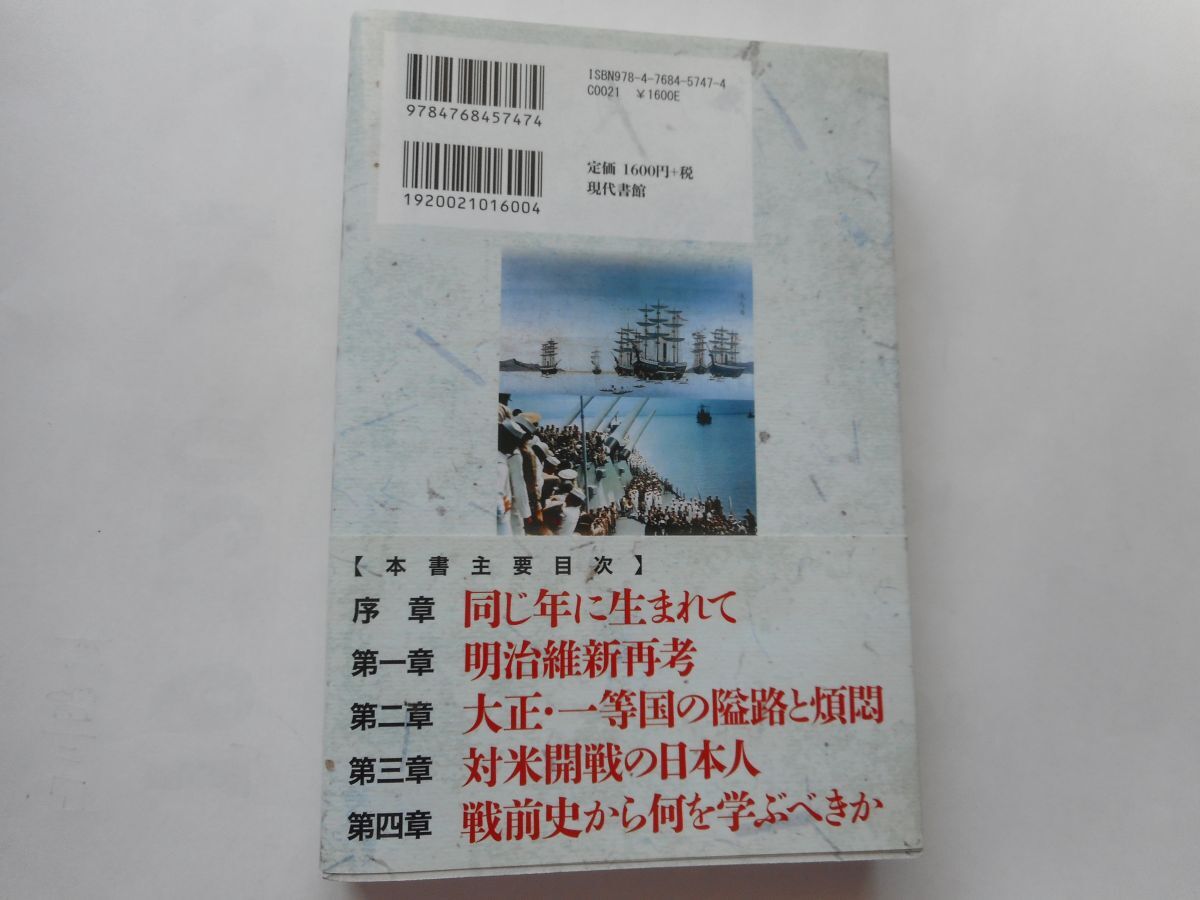 ISBN978-4-7684-5747-4
C0021 ¥1600E
9784768457474
定価 1600円+税
現代書館
1920021016004
【本書主要目次】
序章 同じ年に生まれて
第一章 明治維新再考
第二章 大正・一等国の隘路と煩悶
第三章 対米開戦の日本人
第四章 戦前史から何を学ぶべきか